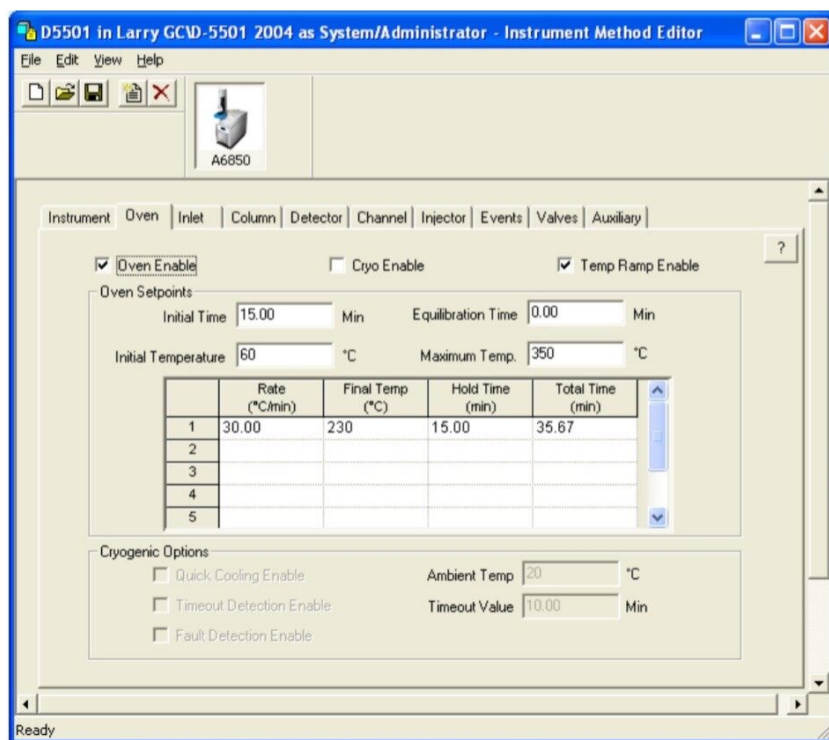 D5501 in Larry GC\D-5501 2004 as System/Administrator - Instrument Method Editor
File Edit View Help
A6850
Instrument Oven Inlet Column Detector Channel Injector Events Valves Auxiliary
?
Oven Enable Cryo Enable Temp Ramp Enable
Oven Setpoints
Initial Time 15.00 Min Equilibration Time 0.00 Min
Initial Temperature 60 °C Maximum Temp. 350 °C
Rate Final Temp Hold Time Total Time
(°C/min) (°C) (min) (min)
1 30.00 230 15.00 35.67
2
3
4
5
Cryogenic Options
Quick Cooling Enable Ambient Temp 20 °C
Timeout Detection Enable Timeout Value 10.00 Min
Fault Detection Enable
Ready